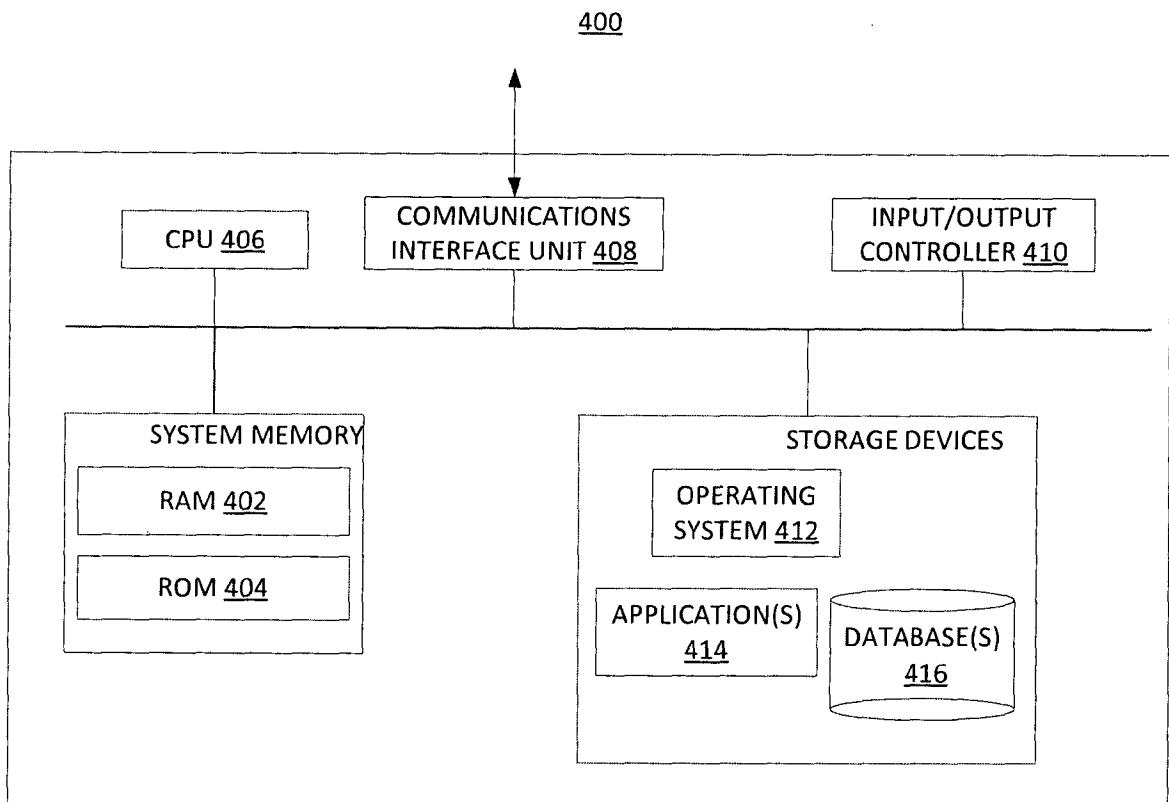 400
CPU 406
COMMUNICATIONS
INTERFACE UNIT 408
INPUT/OUTPUT
CONTROLLER 410
SYSTEM MEMORY
RAM 402
ROM 404
STORAGE DEVICES
OPERATING
SYSTEM 412
APPLICATION(S)
414
DATABASE(S)
416